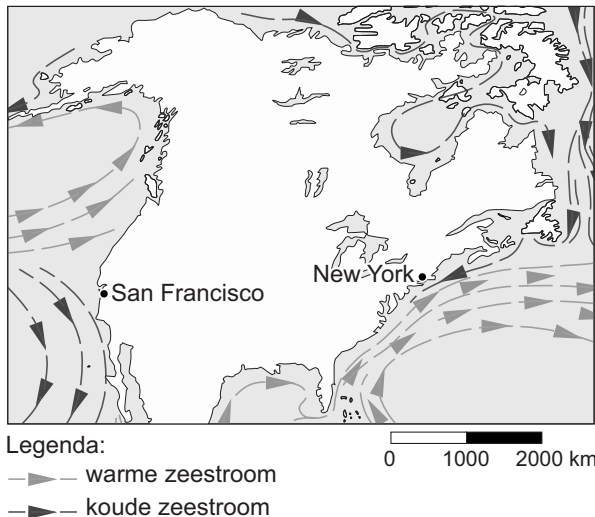 New York
San Francisco
Legenda:
warme zeestroom
koude zeestroom
0 1000 2000 km